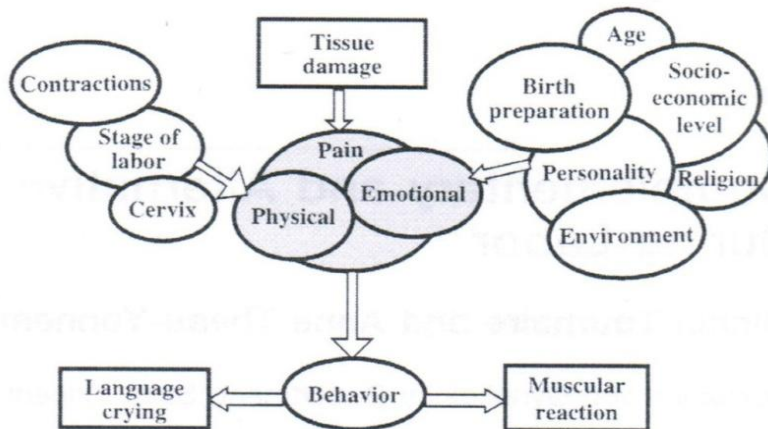 Tissue
damage
Contractions
Stage of
labor
Cervix
Pain
Physical
Emotional
Age
Birth
preparation
Socio-
economic
level
Personality
Religion
Environment
Behavior
Language
crying
Muscular
reaction